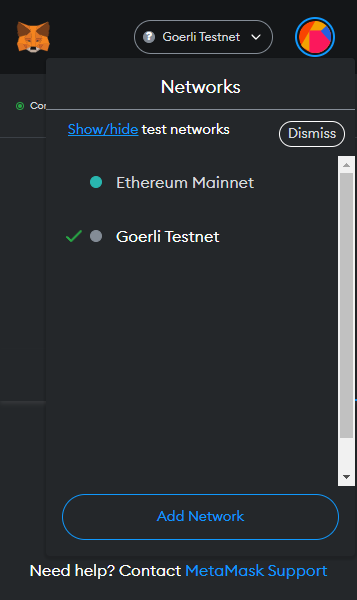 Goerli Testnet
Networks
Show/hide test networks
Dismiss
Ethereum Mainnet
Goerli Testnet
Add Network
Need help? Contact MetaMask Support